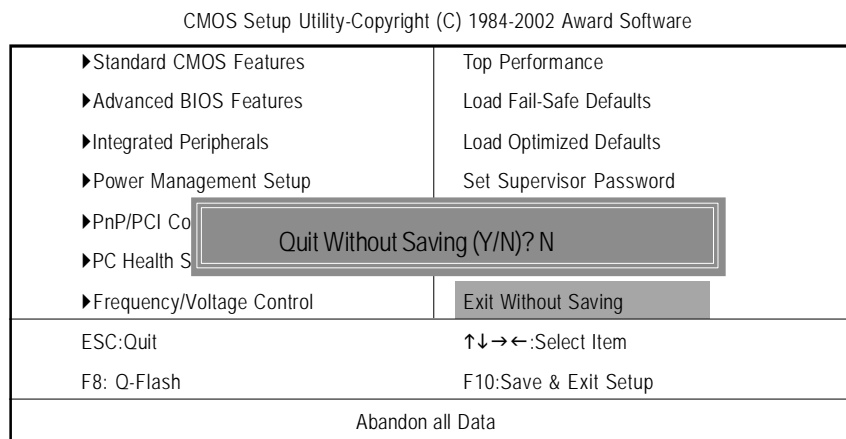 CMOS Setup Utility-Copyright (C) 1984-2002 Award Software
▶Standard CMOS Features
▶Advanced BIOS Features
▶Integrated Peripherals
▶Power Management Setup
▶PnP/PCI Co
▶PC Health S
▶Frequency/Voltage Control
Top Performance
Load Fail-Safe Defaults
Load Optimized Defaults
Set Supervisor Password
Quit Without Saving (Y/N)? N
Exit Without Saving
ESC:Quit
↑↓→←:Select Item
F8: Q-Flash
F10:Save & Exit Setup
Abandon all Data